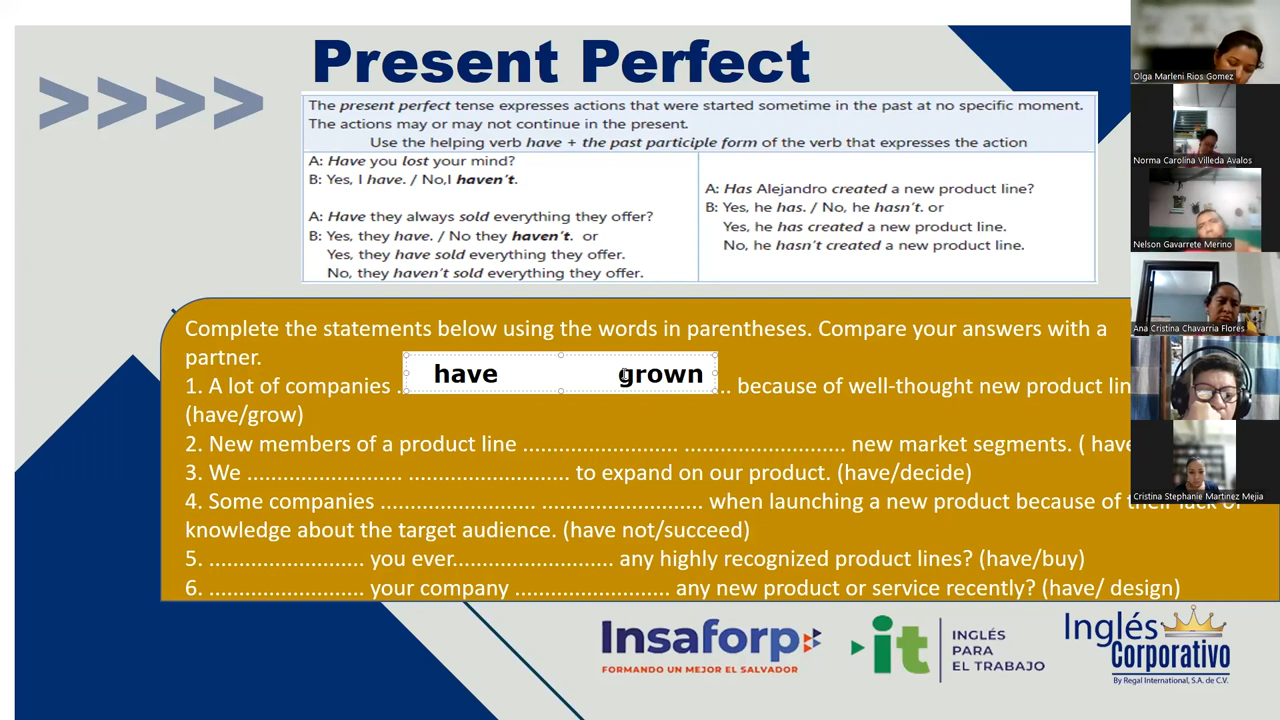 Present Perfect
>>>>
The present perfect tense expresses actions that were started sometime in the past at no specific moment.
The actions may or may not continue in the present.
Use the helping verb have + the past participle form of the verb that expresses the action
A: Have you lost your mind?
B: Yes, I have. / No,I haven't.
A: Have they always sold everything they offer?
B: Yes, they have. / No they haven't. or
Yes, they have sold everything they offer.
No, they haven't sold everything they offer.
A: Has Alejandro created a new product line?
B: Yes, he has. / No, he hasn't. or
Yes, he has created a new product line.
No, he hasn't created a new product line.
Complete the statements below using the words in parentheses. Compare your answers with a
partner.
1. A lot of companies . have grown .. because of well-thought new product
(have/grow)
2. New members of a product line .......................... .......................... new market segments. ( have
3. We .......................... .......................... to expand on our product. (have/decide)
4. Some companies .......................... .......................... when launching a new product because of their lack of
knowledge about the target audience. (have not/succeed)
5. .......................... you ever.......................... any highly recognized product lines? (have/buy)
6. .......................... your company .......................... any new product or service recently? (have/ design)
Insaforp
FORMANDO UN MEJOR EL SALVADOR
it
INGLÉS
PARA
EL TRABAJO
Inglés
Corporativo
By Regal International, S.A. de C.V.
Olga Marleni Rios Gomez
Norma Carolina Villeda Avalos
Nelson Gavarrete Merino
Ana Cristina Chavarria Flores
Cristina Stephanie Martinez Mejia